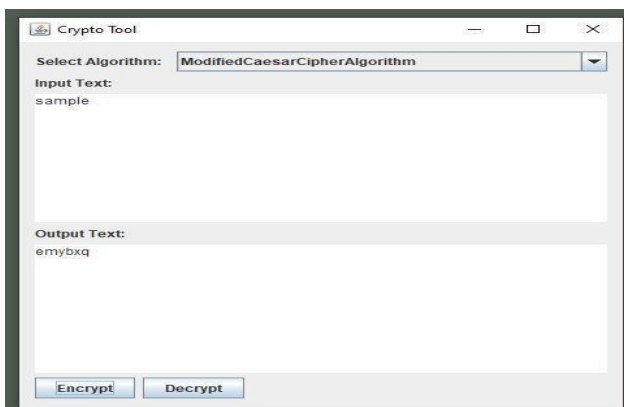 Crypto Tool
Select Algorithm: ModifiedCaesarCipherAlgorithm
Input Text:
sample
Output Text:
emybxq
Encrypt Decrypt